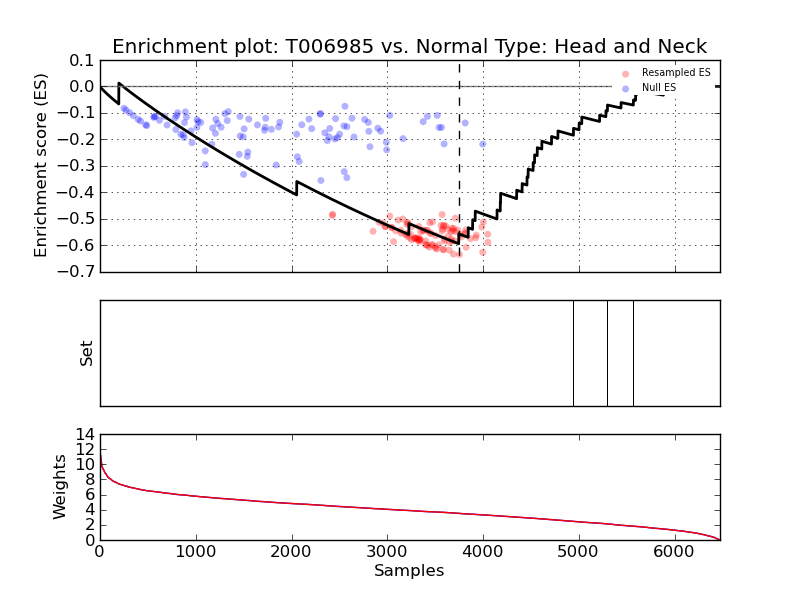 Enrichment plot: T006985 vs. Normal Type: Head and Neck
0.1
0.0
−0.1
−0.2
−0.3
−0.4
−0.5
−0.6
−0.7
Enrichment score (ES)
Resampled ES
Null ES
Set
14
12
10
8
6
4
2
0
Weights
0 1000 2000 3000 4000 5000 6000
Samples